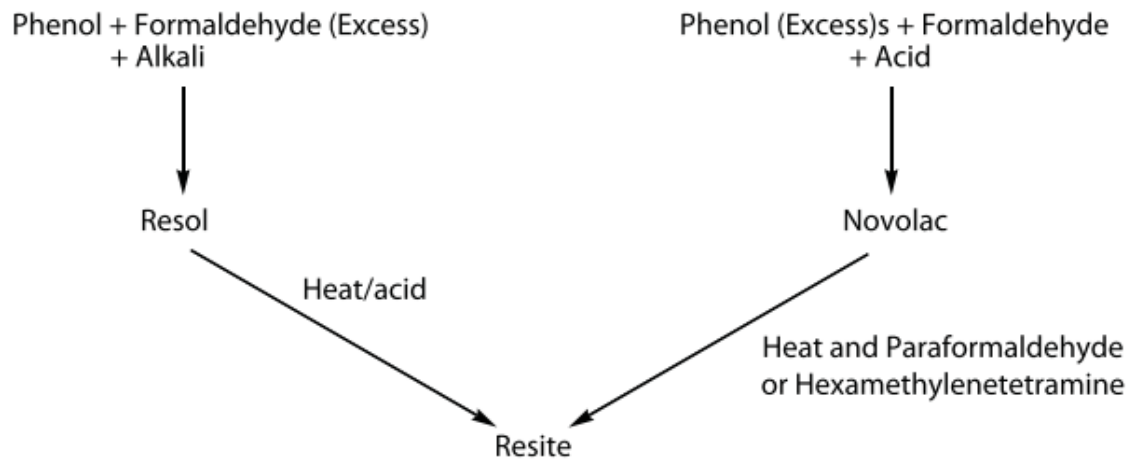 Phenol + Formaldehyde (Excess)
+ Alkali
Phenol (Excess)s + Formaldehyde
+ Acid
Resol
Novolac
Heat/acid
Heat and Paraformaldehyde
or Hexamethylenetetramine
Resite